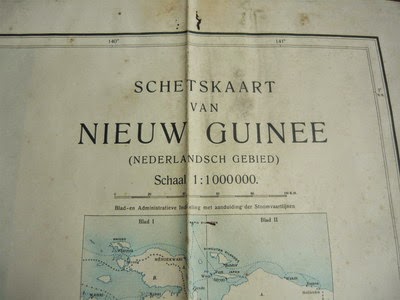 140° 141°
SCHETSKAART
VAN
NIEUW GUINEE
(NEDERLANDSCH GEBIED)
Schaal 1:1000000.
Blad- en Administratieve Indeeling met aanduiding der Stoomvaartlijnen.
Blad I Blad II